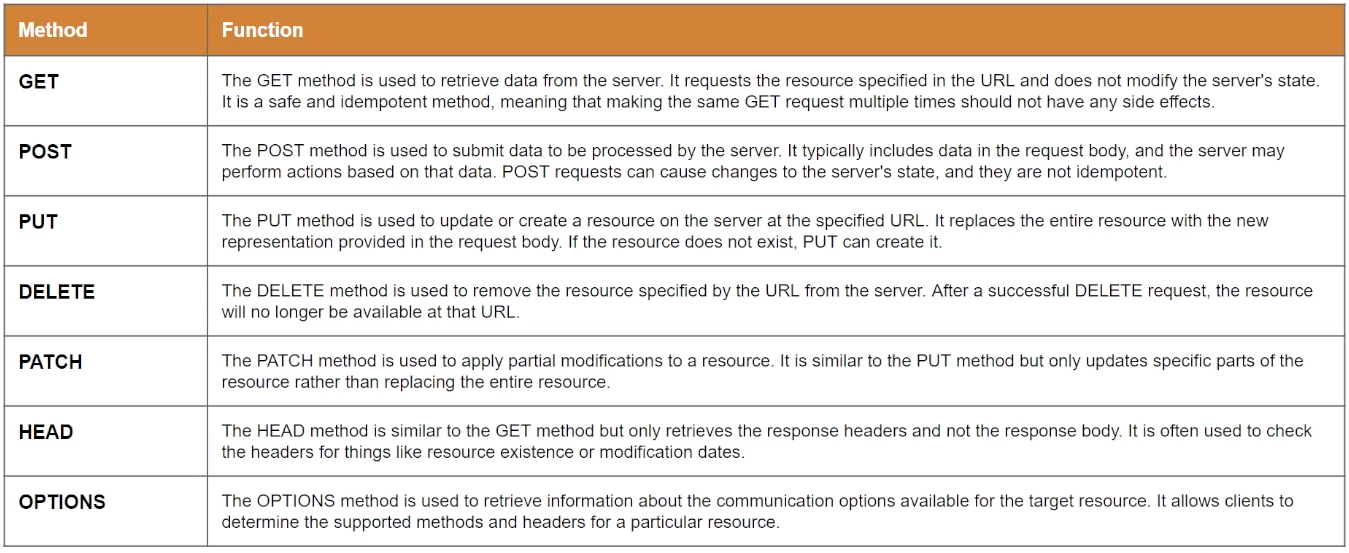 Method Function
GET The GET method is used to retrieve data from the server. It requests the resource specified in the URL and does not modify the server's state.
It is a safe and idempotent method, meaning that making the same GET request multiple times should not have any side effects.
POST The POST method is used to submit data to be processed by the server. It typically includes data in the request body, and the server may
perform actions based on that data. POST requests can cause changes to the server's state, and they are not idempotent.
PUT The PUT method is used to update or create a resource on the server at the specified URL. It replaces the entire resource with the new
representation provided in the request body. If the resource does not exist, PUT can create it.
DELETE The DELETE method is used to remove the resource specified by the URL from the server. After a successful DELETE request, the resource
will no longer be available at that URL.
PATCH The PATCH method is used to apply partial modifications to a resource. It is similar to the PUT method but only updates specific parts of the
resource rather than replacing the entire resource.
HEAD The HEAD method is similar to the GET method but only retrieves the response headers and not the response body. It is often used to check
the headers for things like resource existence or modification dates.
OPTIONS The OPTIONS method is used to retrieve information about the communication options available for the target resource. It allows clients to
determine the supported methods and headers for a particular resource.